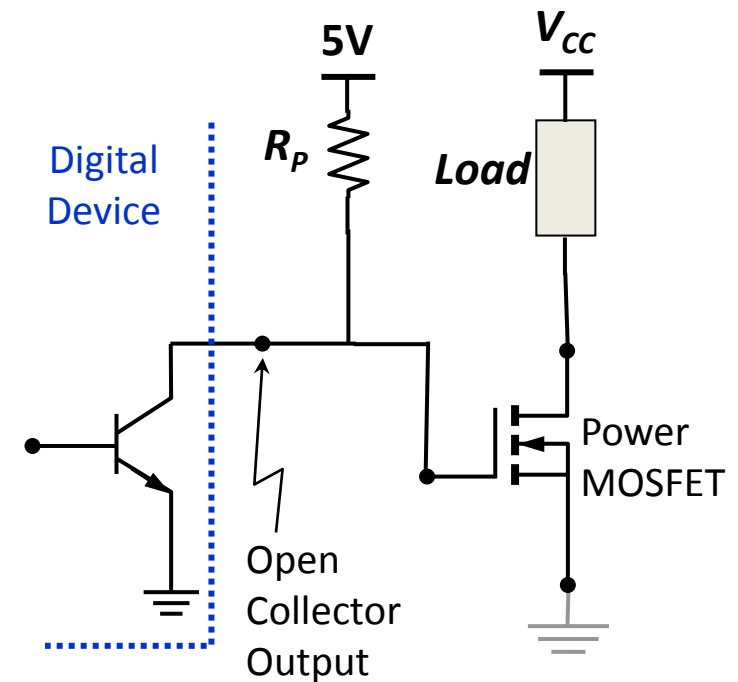 5V
V_CC
R_P
Load
Digital
Device
Power
MOSFET
Open
Collector
Output